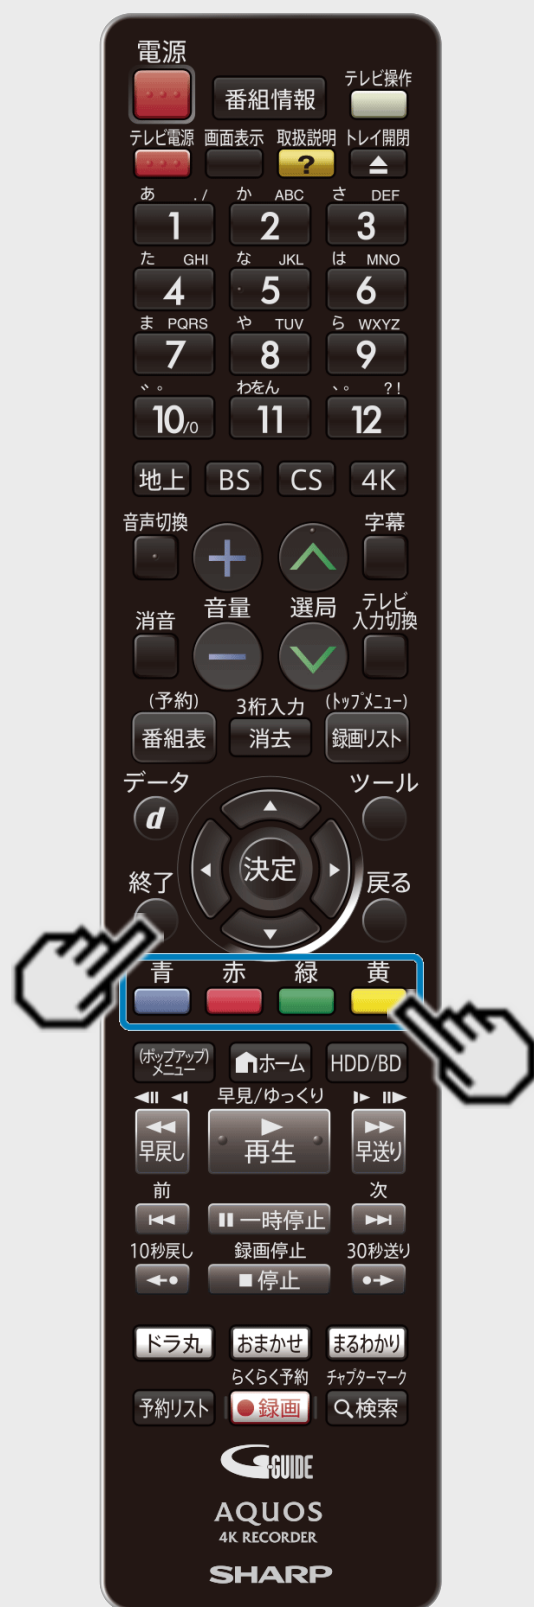 電源
番組情報
テレビ操作
テレビ電源 画面表示 取扱説明 トレイ開閉
?
あ ./ か ABC さ DEF
1 2 3
た GHI な JKL は MNO
4 5 6
ま PQRS や TUV ら WXYZ
7 8 9
゛゜ わをん 、。 ?!
10/0 11 12
地上 BS CS 4K
音声切換 字幕
+
消音 音量 選局 テレビ
入力切換
−
(予約) 3桁入力 (トップメニュー)
番組表 消去 録画リスト
データ ツール
d
決定
終了 戻る
青 赤 緑 黄
(ポップアップ)
メニュー
ホーム HDD/BD
早見/ゆっくり
早戻し 再生 早送り
前 次
一時停止
10秒戻し 録画停止 30秒送り
停止
ドラ丸 おまかせ まるわかり
らくらく予約 チャプターマーク
予約リスト 録画 検索
G-GUIDE
AQUOS
4K RECORDER
SHARP